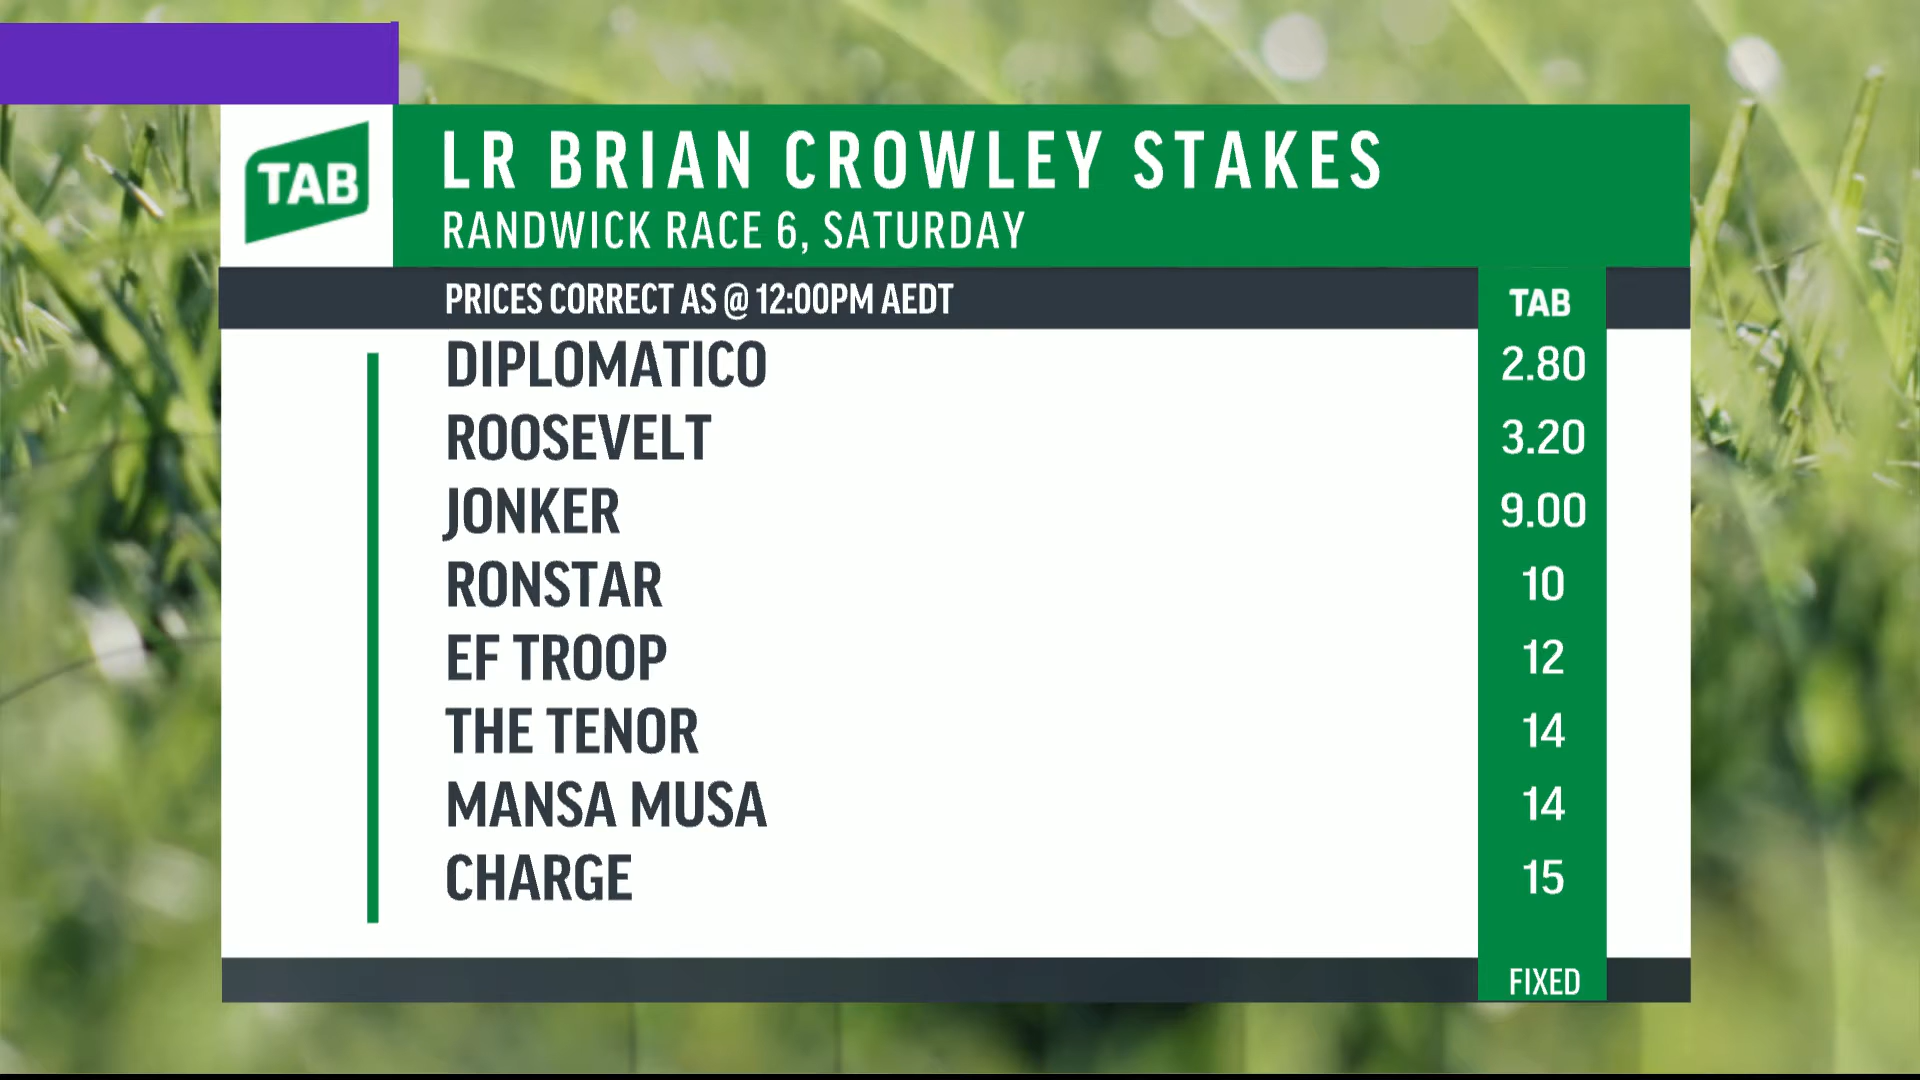 TAB
LR BRIAN CROWLEY STAKES
RANDWICK RACE 6, SATURDAY
PRICES CORRECT AS @ 12:00PM AEDT TAB
DIPLOMATICO 2.80
ROOSEVELT 3.20
JONKER 9.00
RONSTAR 10
EF TROOP 12
THE TENOR 14
MANSA MUSA 14
CHARGE 15
FIXED